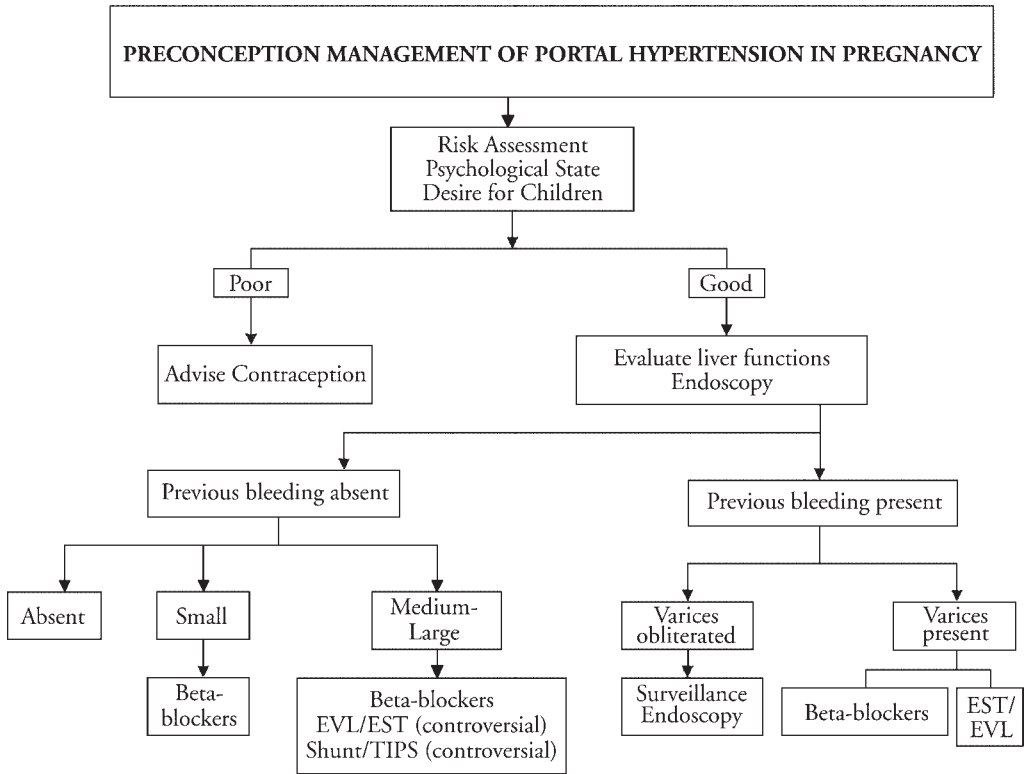 PRECONCEPTION MANAGEMENT OF PORTAL HYPERTENSION IN PREGNANCY
Risk Assessment
Psychological State
Desire for Children
Poor
Good
Advise Contraception
Evaluate liver functions
Endoscopy
Previous bleeding absent
Previous bleeding present
Absent
Small
Medium-
Large
Varices
obliterated
Varices
present
Beta-
blockers
Beta-blockers
EVL/EST (controversial)
Shunt/TIPS (controversial)
Surveillance
Endoscopy
Beta-blockers
EST/
EVL